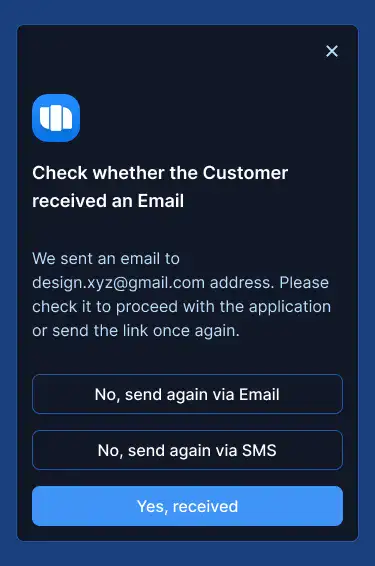 Check whether the Customer
received an Email
We sent an email to
design.xyz@gmail.com address. Please
check it to proceed with the application
or send the link once again.
No, send again via Email
No, send again via SMS
Yes, received